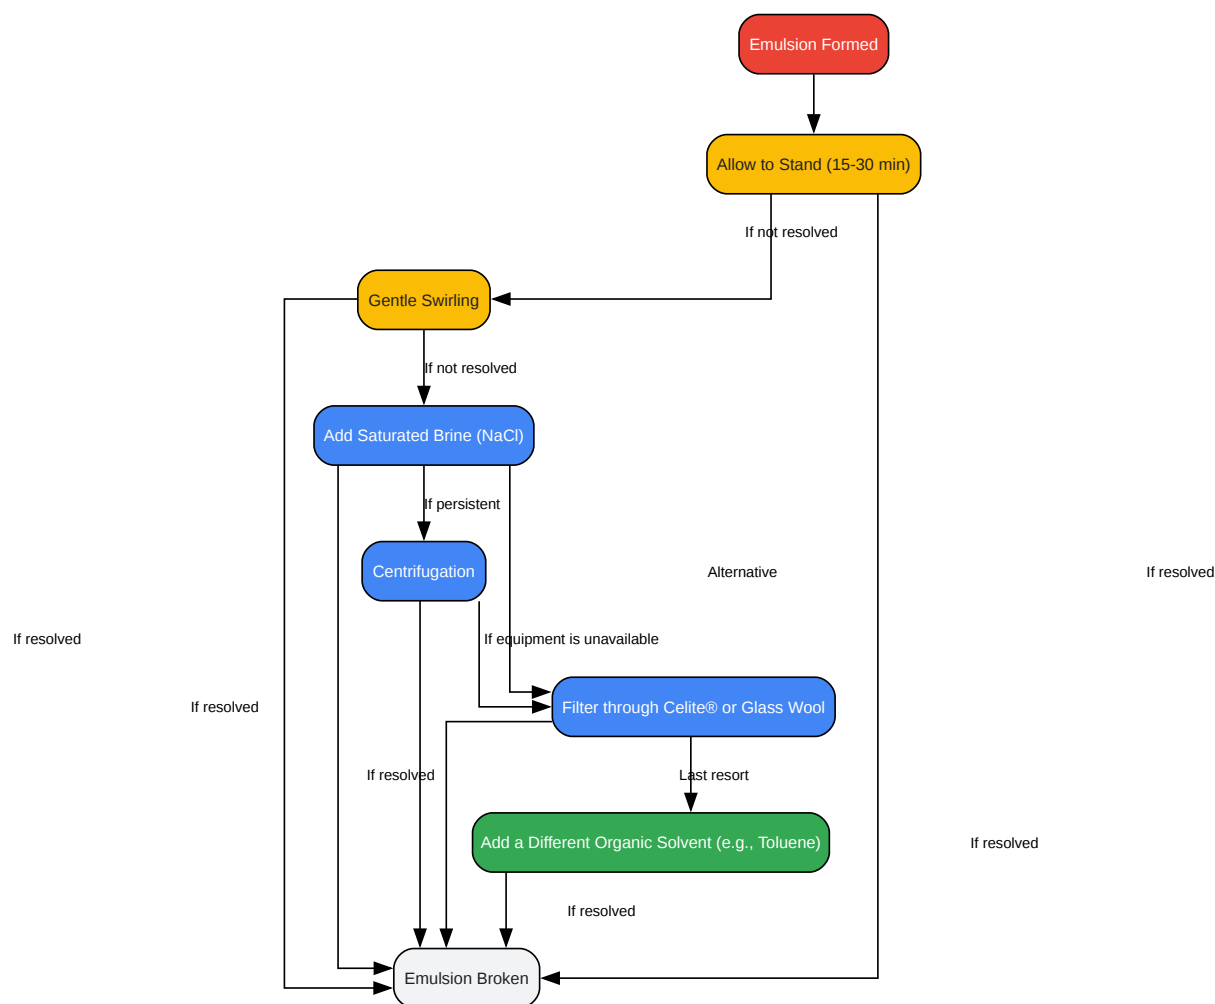 Emulsion Formed
Allow to Stand (15-30 min)
If not resolved
Gentle Swirling
If not resolved
Add Saturated Brine (NaCl)
If persistent
Centrifugation
Alternative
If resolved
If resolved
If equipment is unavailable
If resolved
Filter through Celite® or Glass Wool
If resolved
Last resort
Add a Different Organic Solvent (e.g., Toluene)
If resolved
If resolved
Emulsion Broken